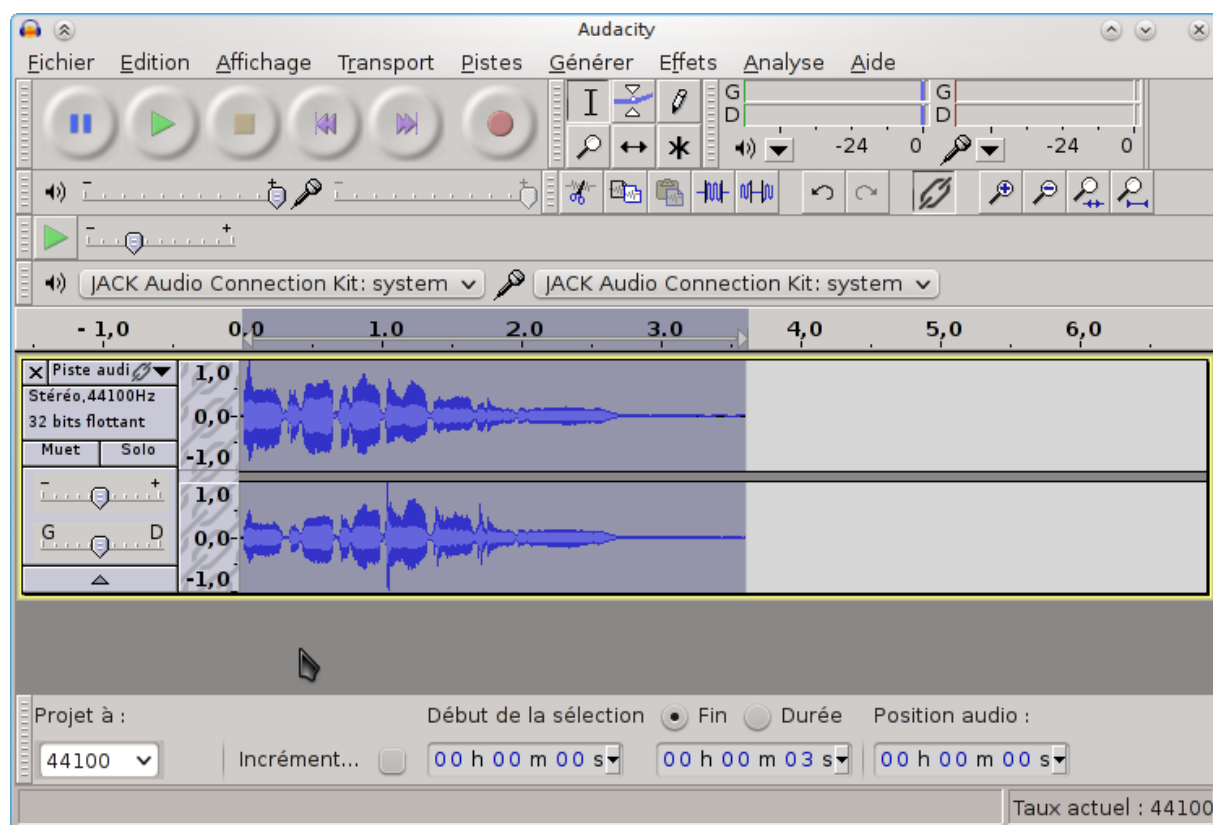 Audacity
Fichier Edition Affichage Transport Pistes Générer Effets Analyse Aide
G
D
-24 0
G
D
-24 0
- +
- +
JACK Audio Connection Kit: system
JACK Audio Connection Kit: system
- 1,0 0,0 1.0 2.0 3.0 4,0 5,0 6,0
X Piste audi
Stéréo,44100Hz
32 bits flottant
Muet Solo
- +
G D
1,0
0,0-
-1,0
1,0
0,0-
-1,0
Projet à :
44100
Incrément...
Début de la sélection Fin Durée Position audio :
00 h 00 m 00 s 00 h 00 m 03 s 00 h 00 m 00 s
Taux actuel : 44100